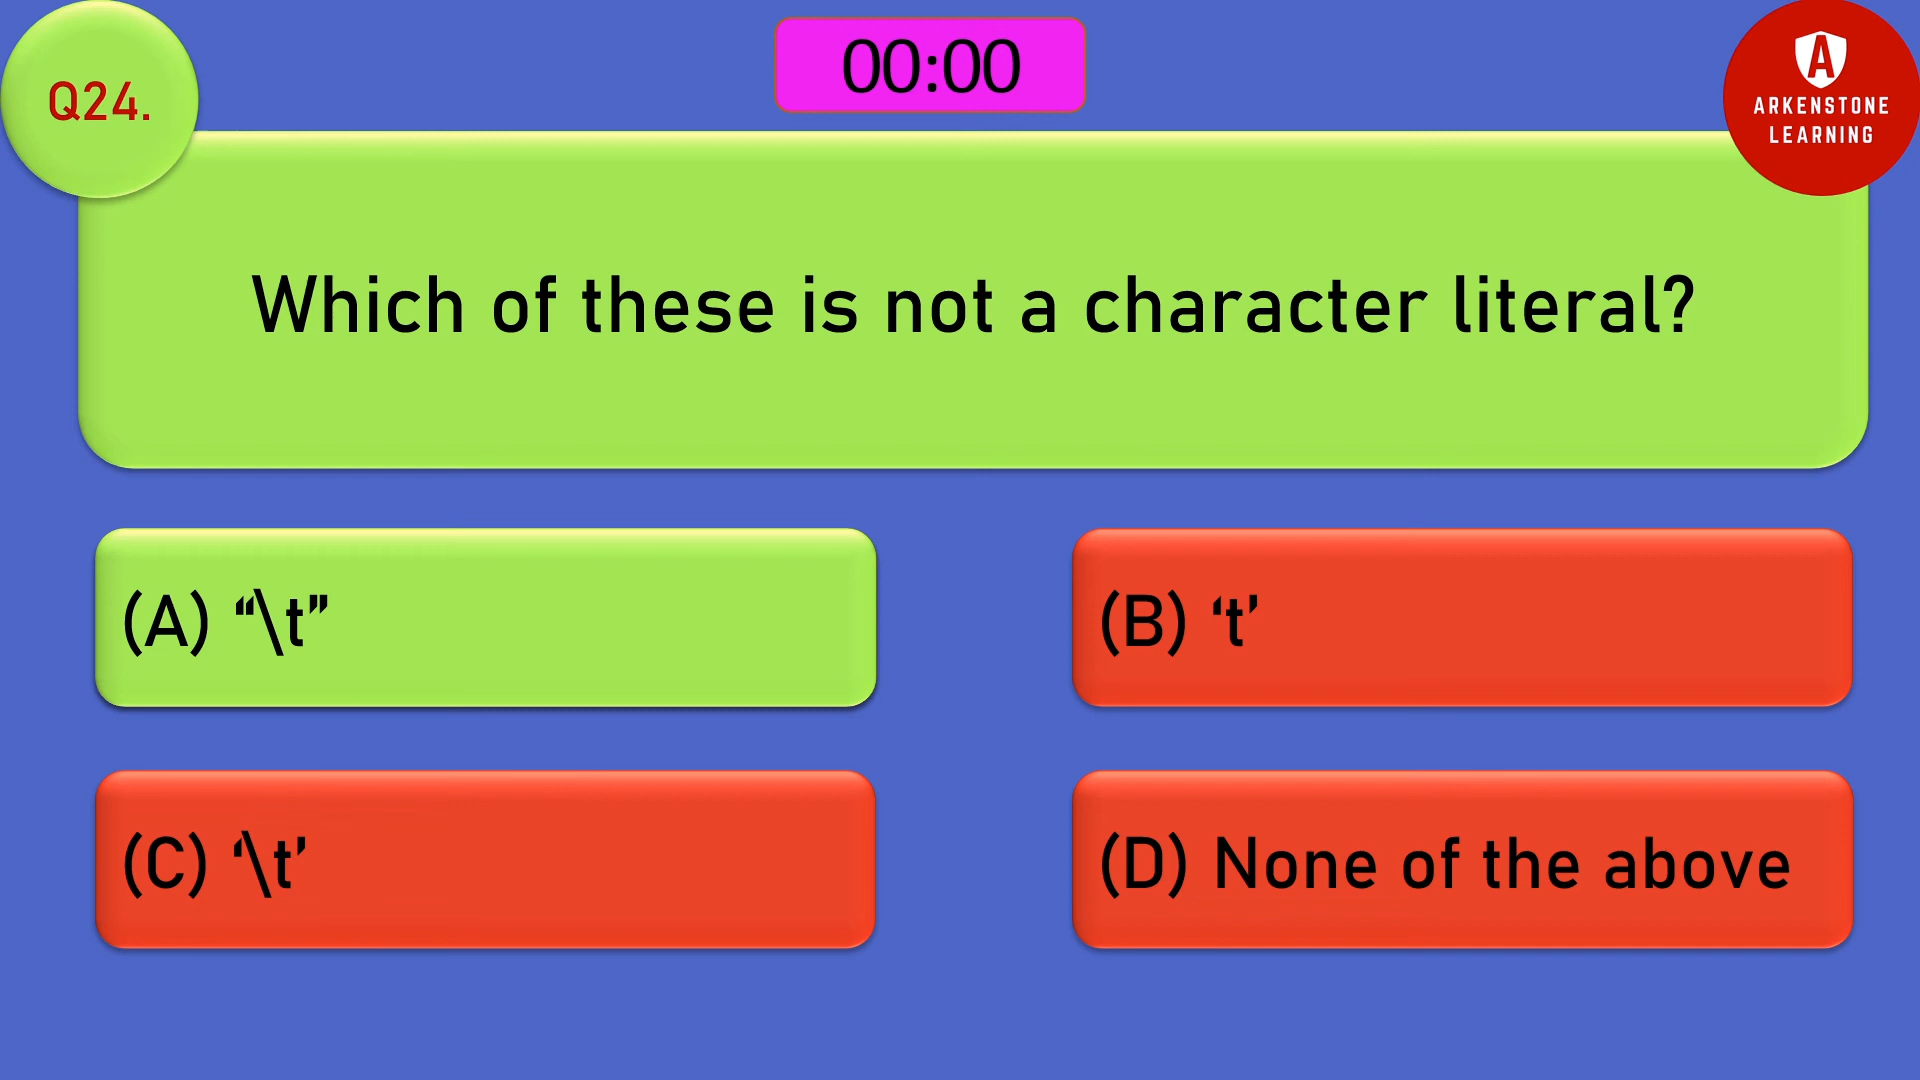 Q24.
00:00
A
ARKENSTONE
LEARNING
Which of these is not a character literal?
(A) “\t”
(B) ‘t’
(C) ‘\t’
(D) None of the above